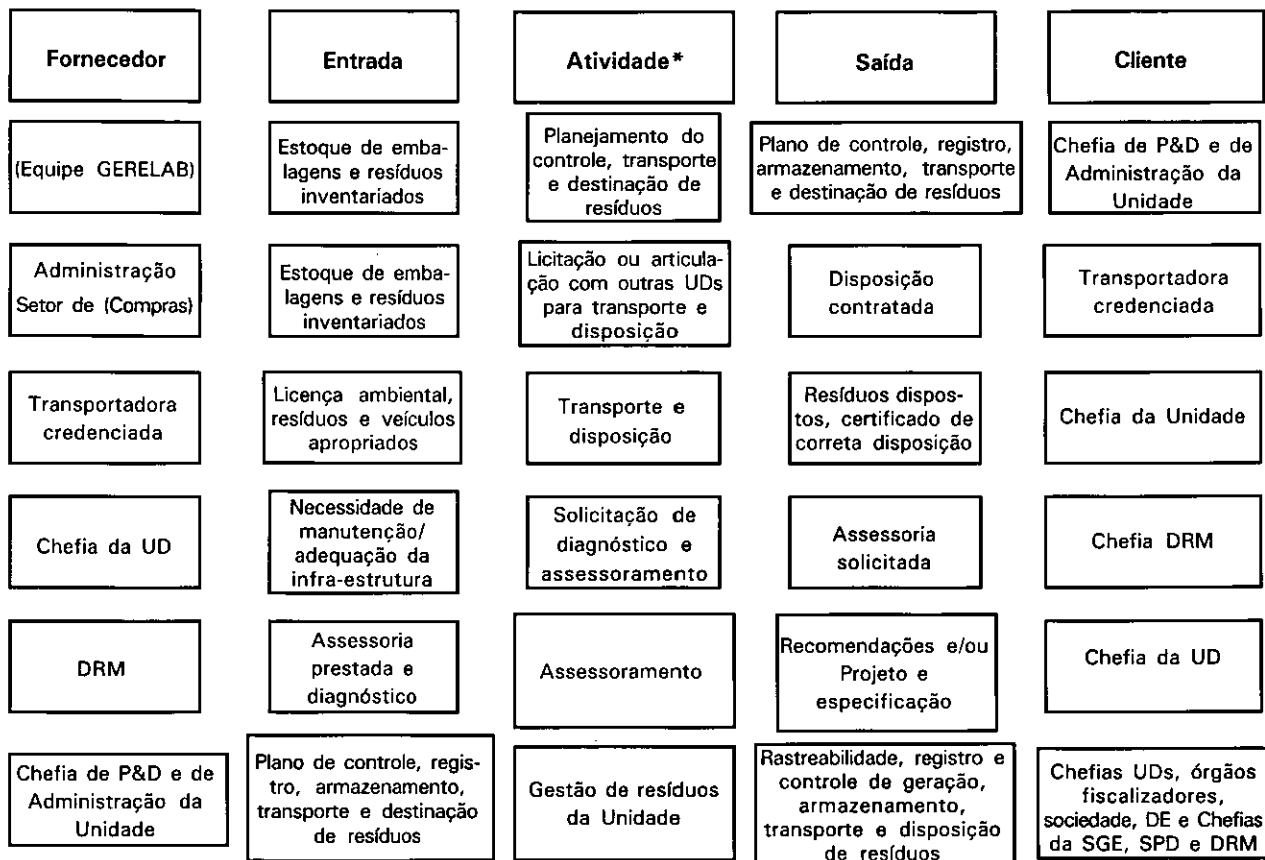 Fornecedor
Entrada
Atividade*
Saída
Cliente
(Equipe GERELAB)
Estoque de emba-
lagens e resíduos
inventariados
Planejamento do
controle, transporte
e destinação de
resíduos
Plano de controle, registro,
armazenamento, transporte
e destinação de resíduos
Chefia de P&D e de
Administração da
Unidade
Administração
Setor de (Compras)
Estoque de emba-
lagens e resíduos
inventariados
Licitação ou articula-
ção com outras UDs
para transporte e
disposição
Disposição
contratada
Transportadora
credenciada
Transportadora
credenciada
Licença ambiental,
resíduos e veículos
apropriados
Transporte e
disposição
Resíduos dispos-
tos, certificado de
correta disposição
Chefia da Unidade
Chefia da UD
Necessidade de
manutenção/
adequação da
infra-estrutura
Solicitação de
diagnóstico e
assessoramento
Assessoria
solicitada
Chefia DRM
DRM
Assessoria
prestada e
diagnóstico
Assessoramento
Recomendações e/ou
Projeto e
especificação
Chefia da UD
Chefia de P&D e de
Administração da
Unidade
Plano de controle, regis-
tro, armazenamento,
transporte e destinação
de resíduos
Gestão de resíduos
da Unidade
Rastreabilidade, registro e
controle de geração,
armazenamento,
transporte e disposição
de resíduos
Chefias UDs, órgãos
fiscalizadores,
sociedade, DE e Chefias
da SGE, SPD e DRM